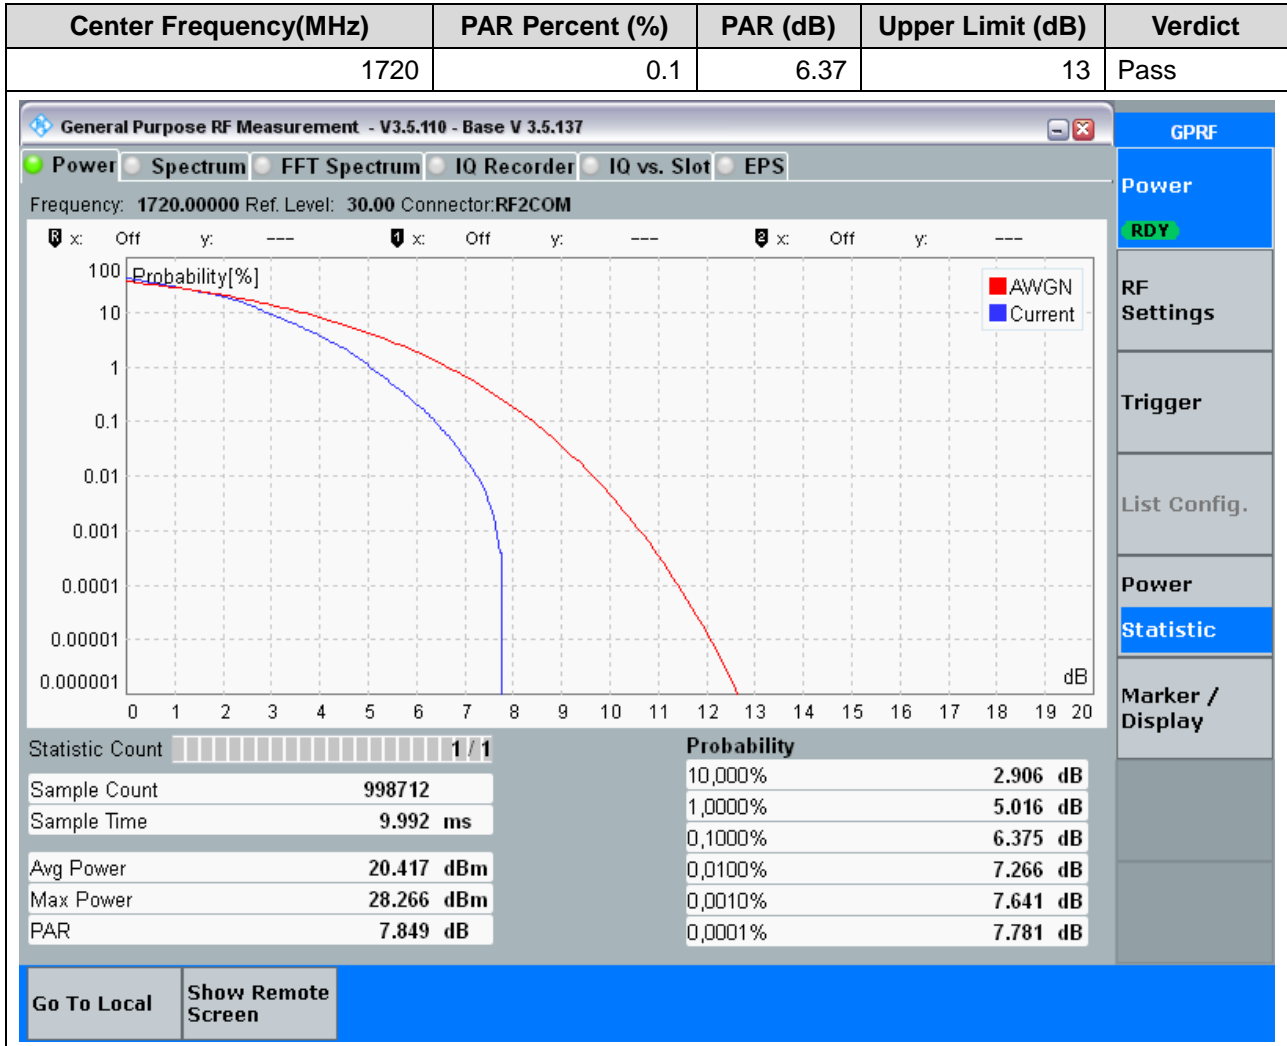 Center Frequency(MHz) PAR Percent (%) PAR (dB) Upper Limit (dB) Verdict
1720 0.1 6.37 13 Pass
General Purpose RF Measurement - V3.5.110 - Base V 3.5.137
GPRF
Power Spectrum FFT Spectrum IQ Recorder IQ vs. Slot EPS
Frequency: 1720.00000 Ref. Level: 30.00 Connector:RF2COM
R x: Off y: --- 1 x: Off y: --- 2 x: Off y: ---
Probability[%]
AWGN
Current
100
10
1
0.1
0.01
0.001
0.0001
0.00001
0.000001
dB
0 1 2 3 4 5 6 7 8 9 10 11 12 13 14 15 16 17 18 19 20
Statistic Count 1 / 1
Sample Count 998712
Sample Time 9.992 ms
Avg Power 20.417 dBm
Max Power 28.266 dBm
PAR 7.849 dB
Probability
10,000% 2.906 dB
1,0000% 5.016 dB
0,1000% 6.375 dB
0,0100% 7.266 dB
0,0010% 7.641 dB
0,0001% 7.781 dB
Power
RDY
RF
Settings
Trigger
List Config.
Power
Statistic
Marker /
Display
Go To Local
Show Remote
Screen